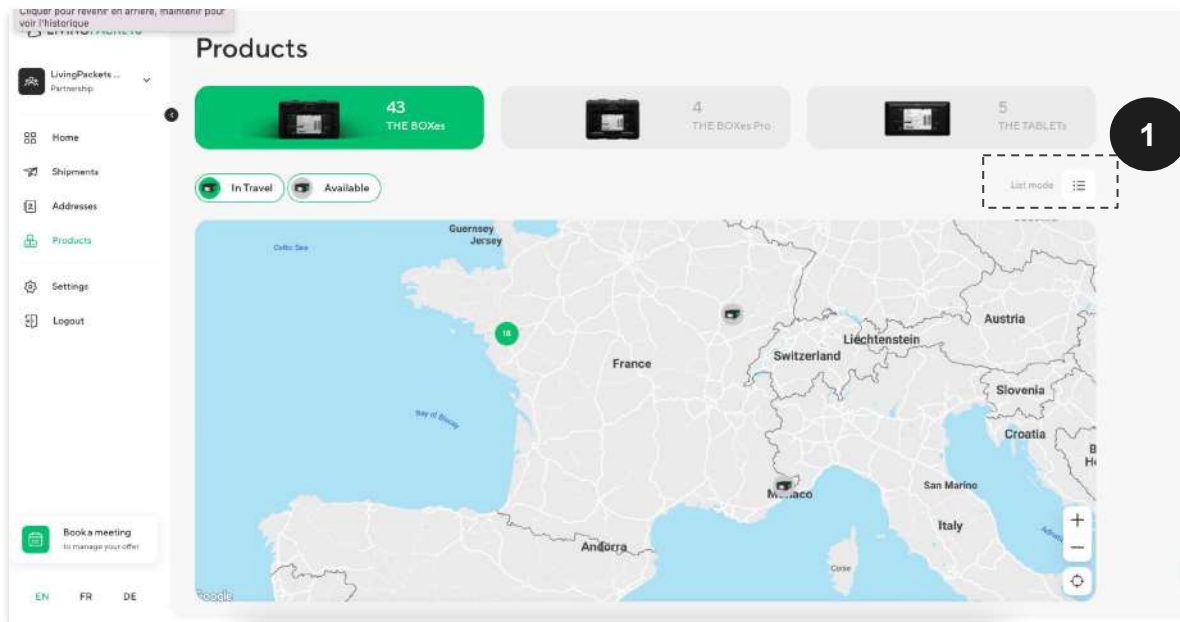 Cliquer pour revenir en arrière, maintenir pour
voir l'historique
LIVINGPACKETS
Products
LivingPackets ...
Partnership
43
THE BOXes
4
THE BOXes Pro
5
THE TABLETs
1
Home
Shipments
Addresses
Products
Settings
Logout
In Travel
Available
List mode
Guernsey
Jersey
Celtic Sea
Austria
Liechtenstein
Switzerland
18
France
Slovenia
Bay of Biscay
Croatia
B
He
San Marino
Monaco
Italy
Andorra
Corse
Google
Book a meeting
to manage your offer
EN FR DE